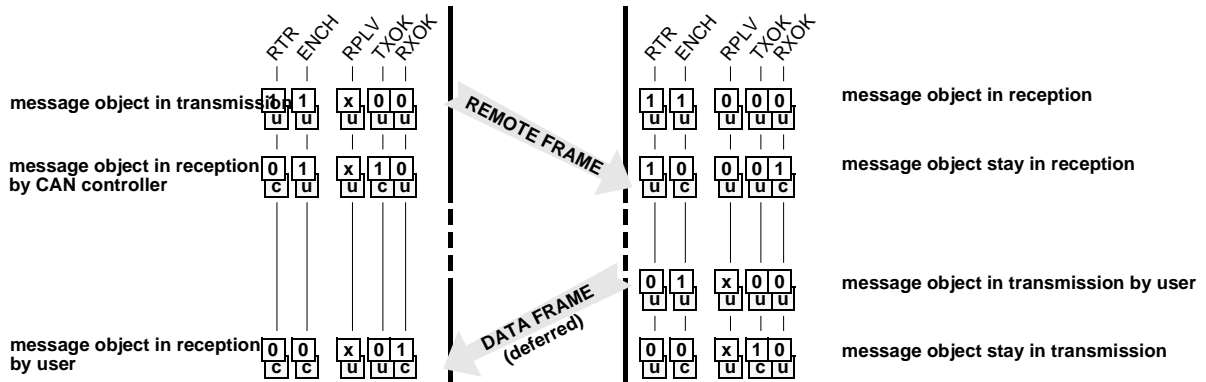 RTR ENCH RPLV TXOK RXOK
RTR ENCH RPLV TXOK RXOK
message object in transmission 1 1 x 0 0
u u u u u
REMOTE FRAME
1 1 0 0 0 message object in reception
u u u u u
message object in reception
by CAN controller
0 1 x 1 0
c u u c u
1 0 0 0 1 message object stay in reception
u c u u c
0 1 x 0 0 message object in transmission by user
u u u u u
DATA FRAME
(deferred)
message object in reception
by user
0 0 x 0 1
c c u u c
0 0 x 1 0 message object stay in transmission
u c u c u